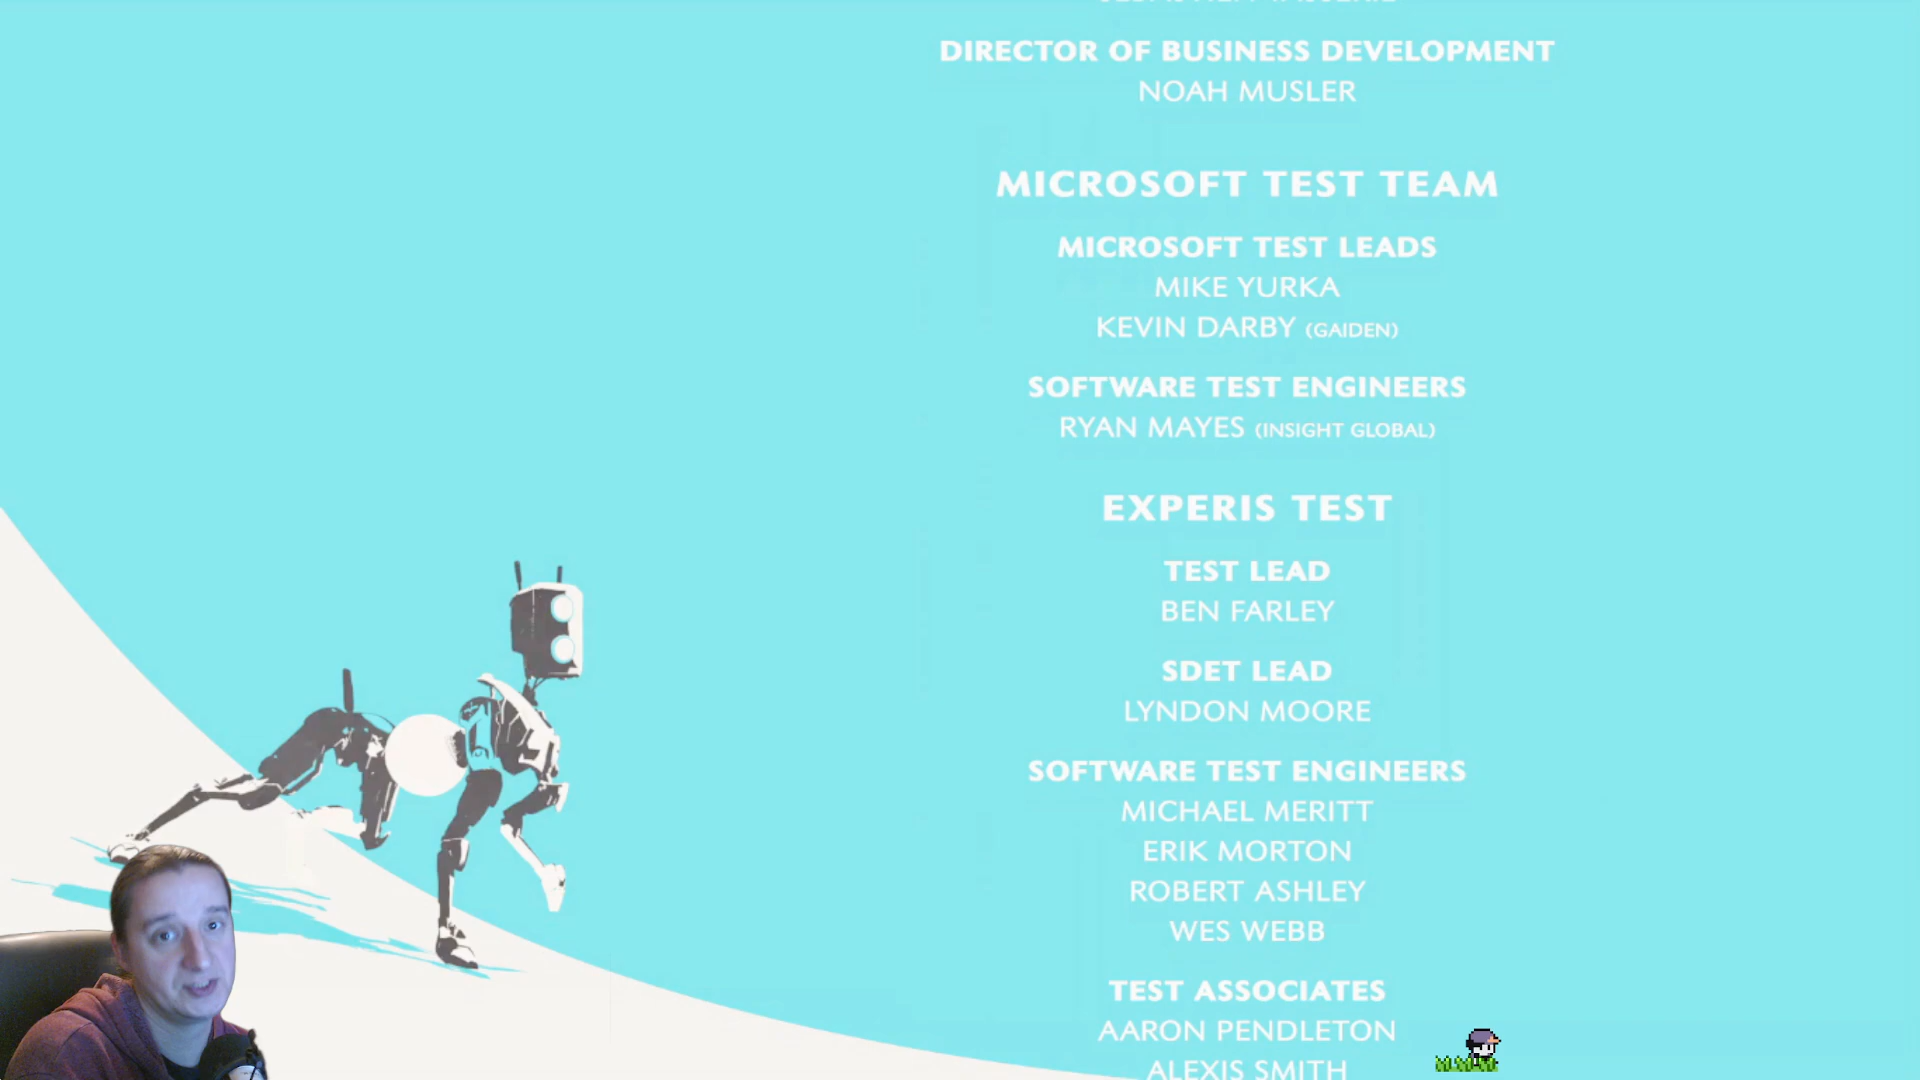 DIRECTOR OF BUSINESS DEVELOPMENT
NOAH MUSLER
MICROSOFT TEST TEAM
MICROSOFT TEST LEADS
MIKE YURKA
KEVIN DARBY (GAIDEN)
SOFTWARE TEST ENGINEERS
RYAN MAYES (INSIGHT GLOBAL)
EXPERIS TEST
TEST LEAD
BEN FARLEY
SDET LEAD
LYNDON MOORE
SOFTWARE TEST ENGINEERS
MICHAEL MERITT
ERIK MORTON
ROBERT ASHLEY
WES WEBB
TEST ASSOCIATES
AARON PENDLETON
ALEXIS SMITH